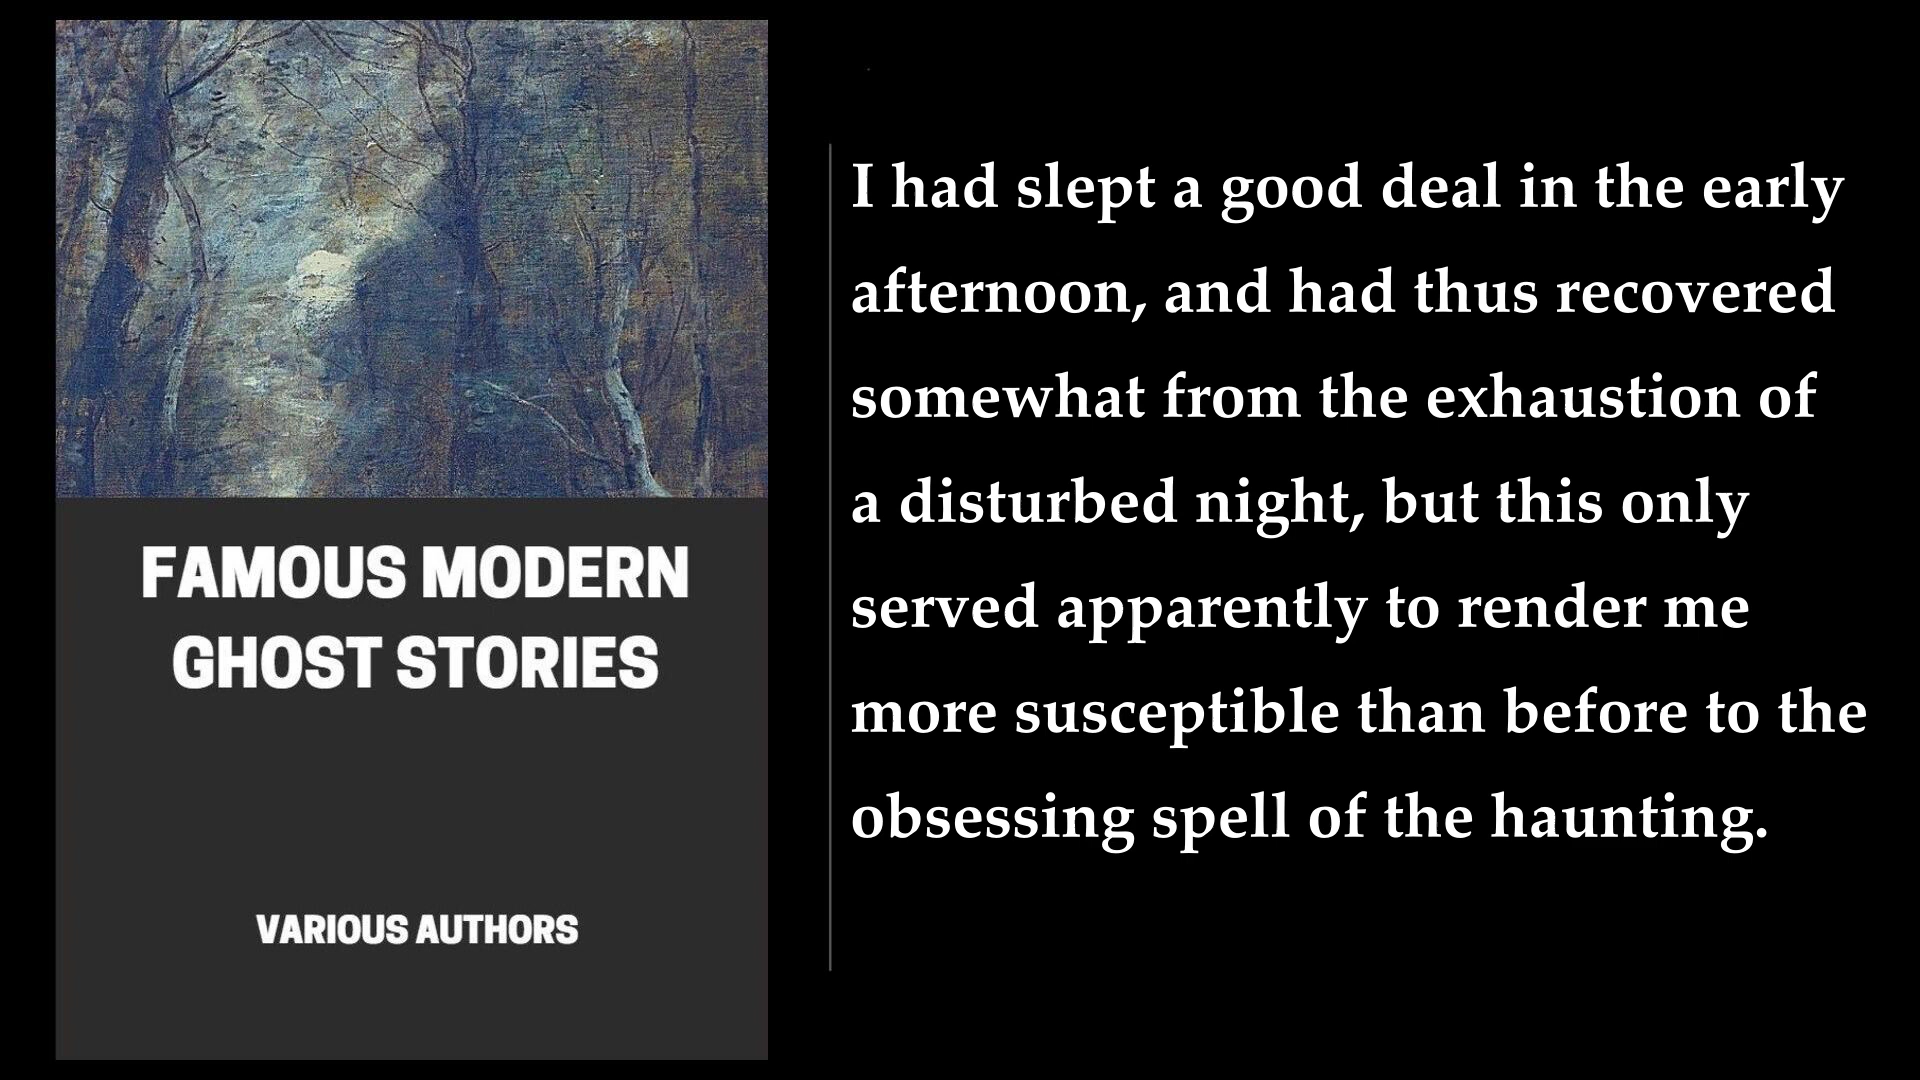 FAMOUS MODERN
GHOST STORIES
VARIOUS AUTHORS
I had slept a good deal in the early
afternoon, and had thus recovered
somewhat from the exhaustion of
a disturbed night, but this only
served apparently to render me
more susceptible than before to the
obsessing spell of the haunting.